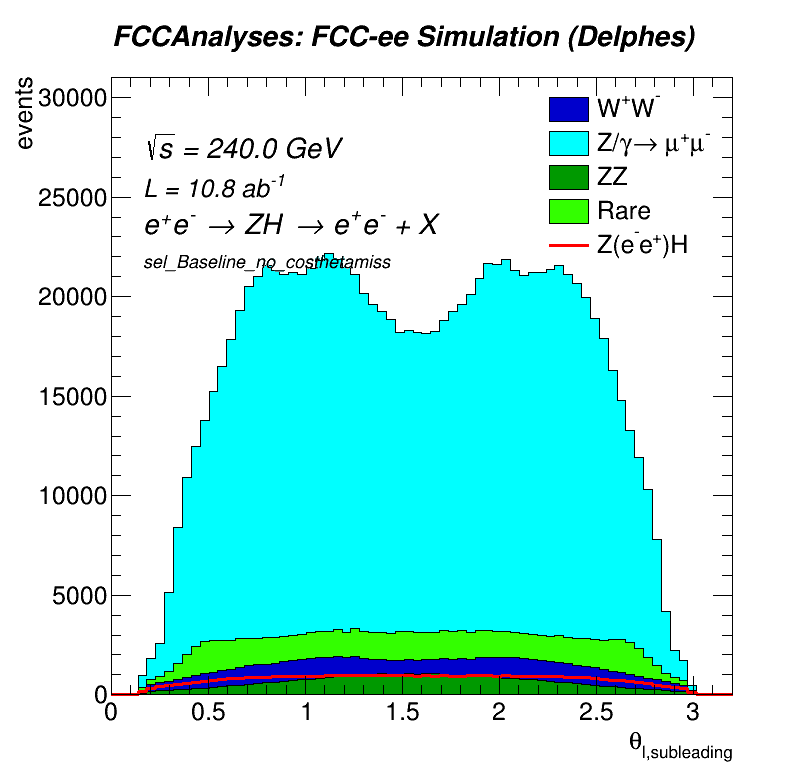 FCCAnalyses: FCC-ee Simulation (Delphes)
events
30000
25000
20000
15000
10000
5000
0
√s = 240.0 GeV
L = 10.8 ab⁻¹
e⁺e⁻ → ZH → e⁺e⁻ + X
sel_Baseline_no_costhetamiss
W⁺W⁻
Z/γ→ μ⁺μ⁻
ZZ
Rare
Z(e⁻e⁺)H
0 0.5 1 1.5 2 2.5 3
θl,subleading